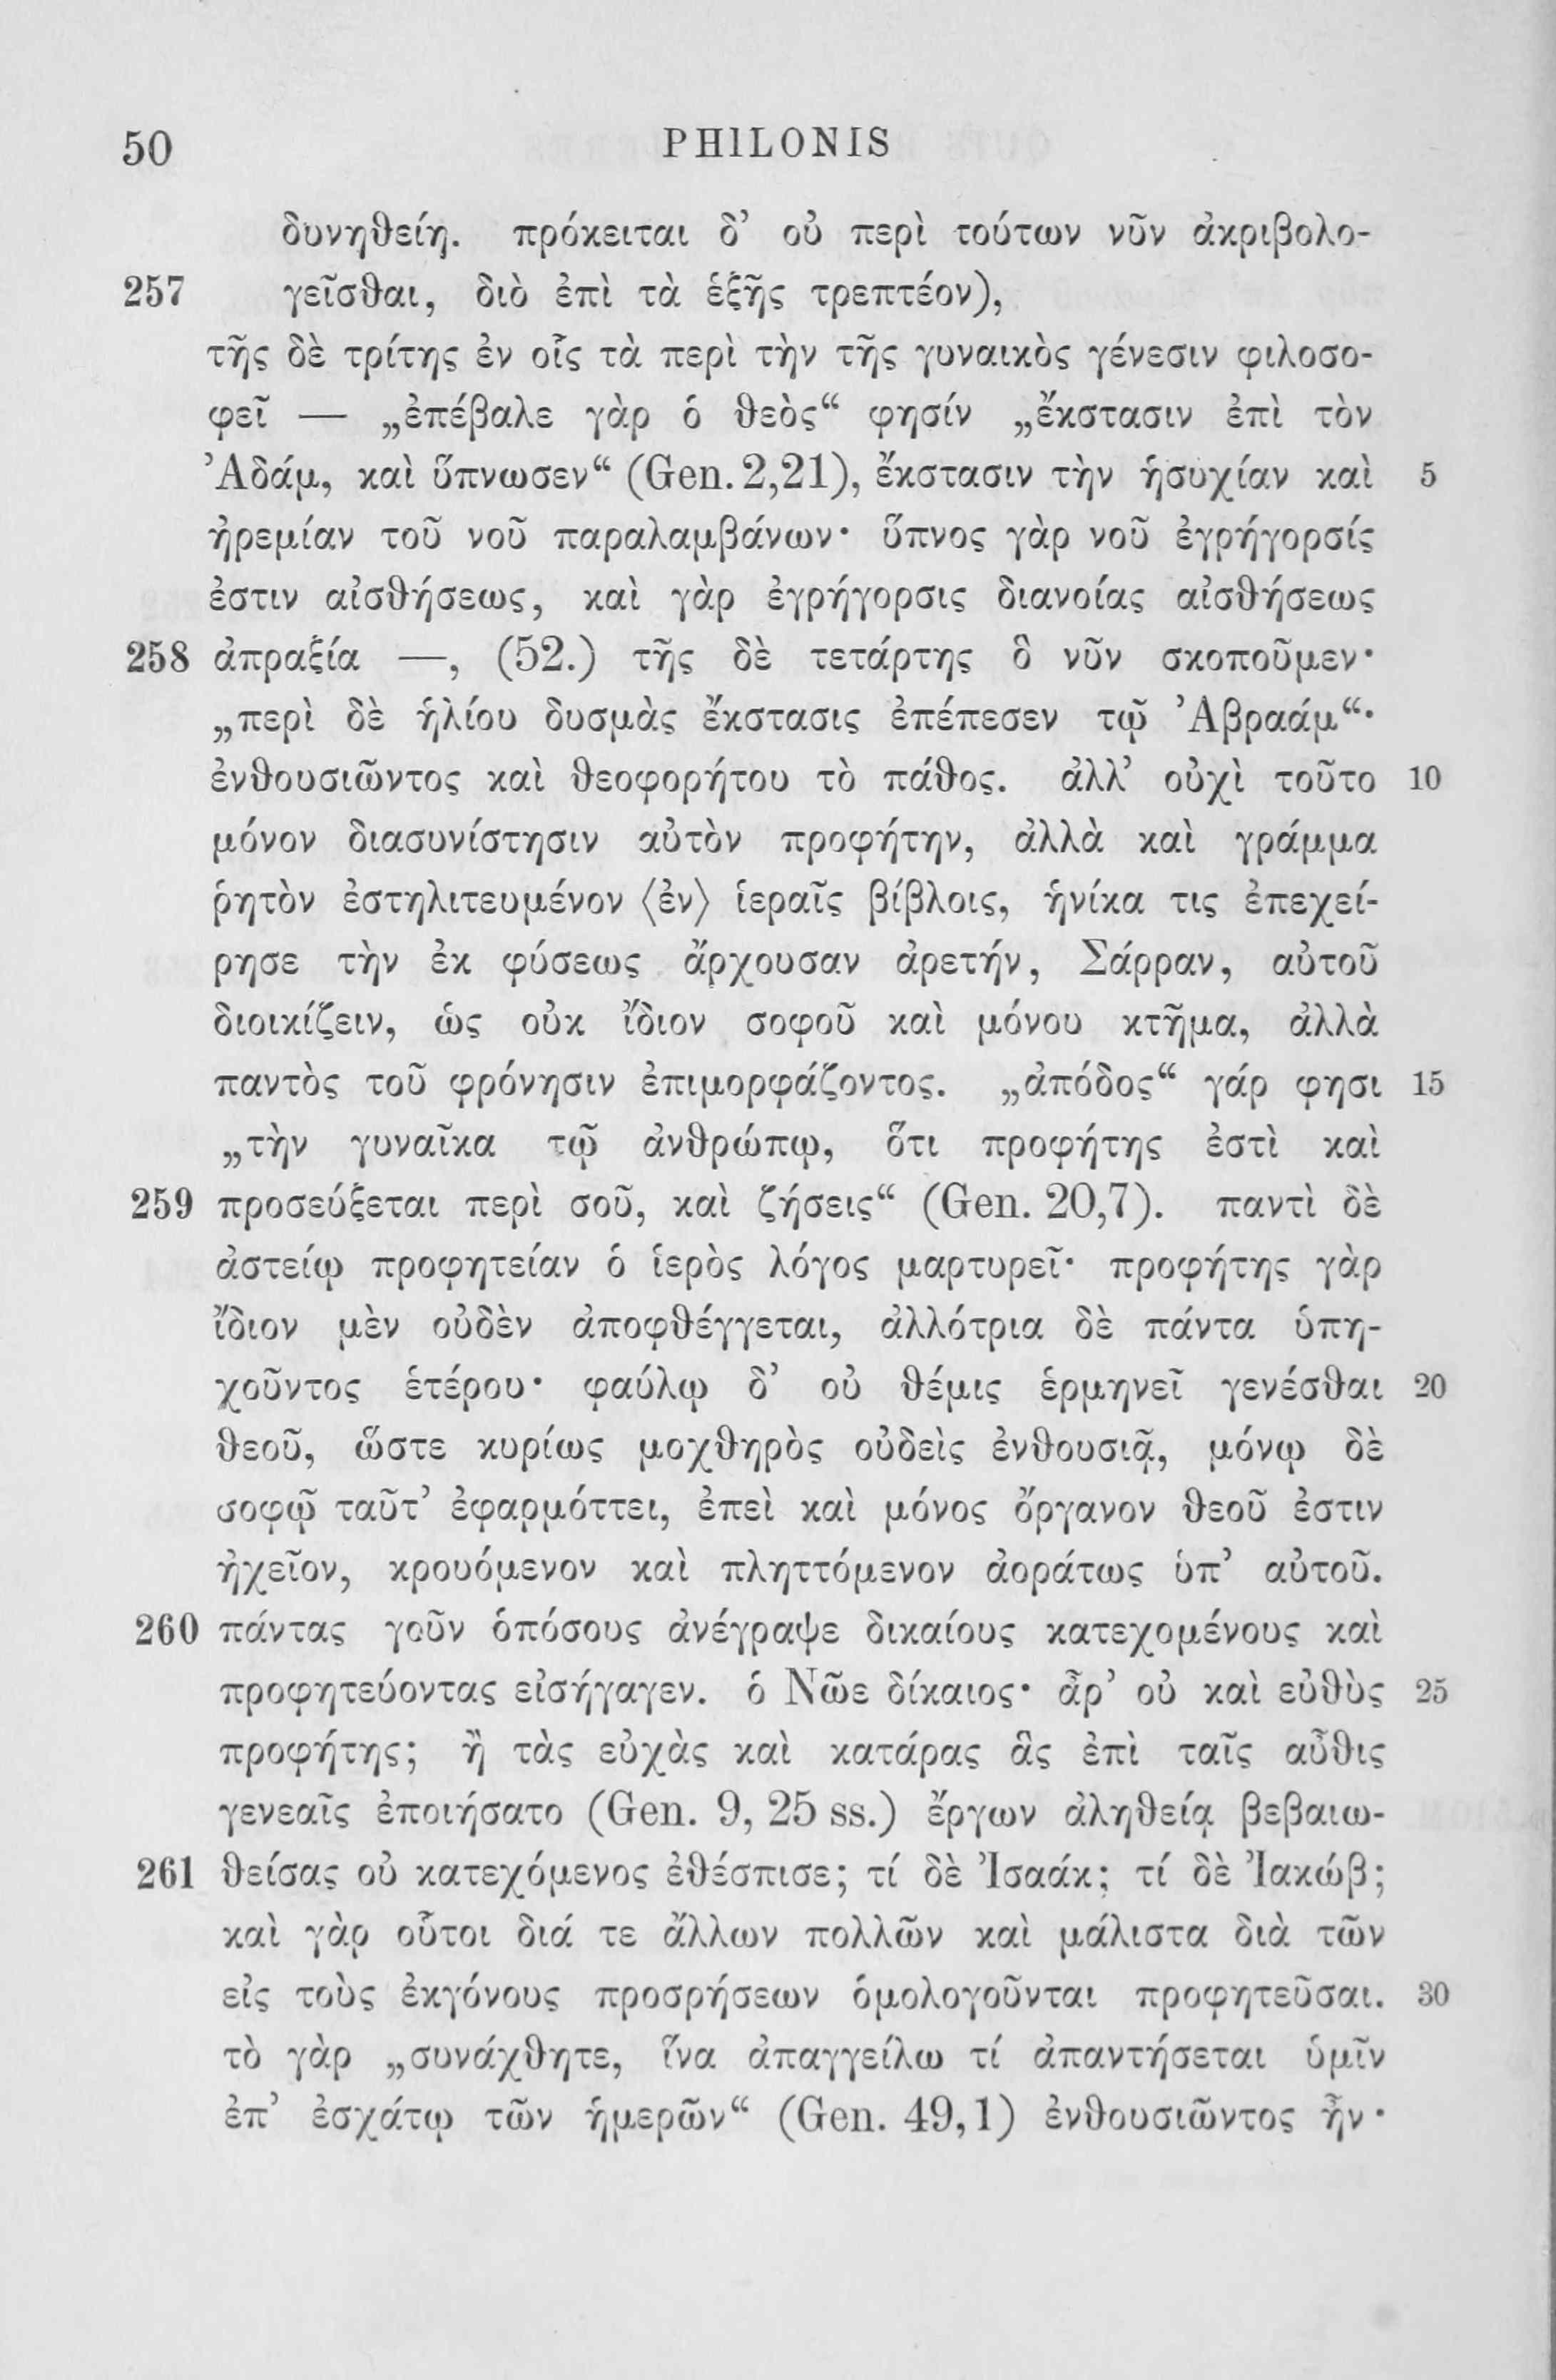 50 PHILONIS
δυνηθείη. πρόκειται δ’ οὐ περὶ τούτων νῦν ἀκριβολο-
257 γεῖσθαι, διὸ ἐπὶ τὰ ἑξῆς τρεπτέον),
τῆς δὲ τρίτης ἐν οἷς τὰ περὶ τὴν τῆς γυναικὸς γένεσιν φιλοσο-
φεῖ — „ἐπέβαλε γὰρ ὁ θεὸς“ φησίν „ἔκστασιν ἐπὶ τὸν
Ἀδάμ, καὶ ὕπνωσεν“ (Gen. 2,21), ἔκστασιν τὴν ἡσυχίαν καὶ 5
ἠρεμίαν τοῦ νοῦ παραλαμβάνων· ὕπνος γὰρ νοῦ ἐγρήγορσίς
ἐστιν αἰσθήσεως, καὶ γὰρ ἐγρήγορσις διανοίας αἰσθήσεως
258 ἀπραξία —, (52.) τῆς δὲ τετάρτης ὃ νῦν σκοποῦμεν·
„περὶ δὲ ἡλίου δυσμὰς ἔκστασις ἐπέπεσεν τῷ Ἀβραάμ“·
ἐνθουσιῶντος καὶ θεοφορήτου τὸ πάθος. ἀλλ’ οὐχὶ τοῦτο 10
μόνον διασυνίστησιν αὐτὸν προφήτην, ἀλλὰ καὶ γράμμα
ῥητὸν ἐστηλιτευμένον ⟨ἐν⟩ ἱεραῖς βίβλοις, ἡνίκα τις ἐπεχεί-
ρησε τὴν ἐκ φύσεως ἄρχουσαν ἀρετήν, Σάρραν, αὐτοῦ
διοικίζειν, ὡς οὐκ ἴδιον σοφοῦ καὶ μόνου κτῆμα, ἀλλὰ
παντὸς τοῦ φρόνησιν ἐπιμορφάζοντος. „ἀπόδος“ γάρ φησι 15
„τὴν γυναῖκα τῷ ἀνθρώπῳ, ὅτι προφήτης ἐστὶ καὶ
259 προσεύξεται περὶ σοῦ, καὶ ζήσεις“ (Gen. 20,7). παντὶ δὲ
ἀστείῳ προφητείαν ὁ ἱερὸς λόγος μαρτυρεῖ· προφήτης γὰρ
ἴδιον μὲν οὐδὲν ἀποφθέγγεται, ἀλλότρια δὲ πάντα ὑπη-
χοῦντος ἑτέρου· φαύλῳ δ’ οὐ θέμις ἑρμηνεῖ γενέσθαι 20
θεοῦ, ὥστε κυρίως μοχθηρὸς οὐδεὶς ἐνθουσιᾷ, μόνῳ δὲ
σοφῷ ταῦτ’ ἐφαρμόττει, ἐπεὶ καὶ μόνος ὄργανον θεοῦ ἐστιν
ἠχεῖον, κρουόμενον καὶ πληττόμενον ἀοράτως ὑπ’ αὐτοῦ.
260 πάντας γοῦν ὁπόσους ἀνέγραψε δικαίους κατεχομένους καὶ
προφητεύοντας εἰσήγαγεν. ὁ Νῶε δίκαιος· ἆρ’ οὐ καὶ εὐθὺς 25
προφήτης; ἢ τὰς εὐχὰς καὶ κατάρας ἃς ἐπὶ ταῖς αὖθις
γενεαῖς ἐποιήσατο (Gen. 9, 25 ss.) ἔργων ἀληθείᾳ βεβαιω-
261 θείσας οὐ κατεχόμενος ἐθέσπισε; τί δὲ Ἰσαάκ; τί δὲ Ἰακώβ;
καὶ γὰρ οὗτοι διά τε ἄλλων πολλῶν καὶ μάλιστα διὰ τῶν
εἰς τοὺς ἐκγόνους προσρήσεων ὁμολογοῦνται προφητεῦσαι. 30
τὸ γὰρ „συνάχθητε, ἵνα ἀπαγγείλω τί ἀπαντήσεται ὑμῖν
ἐπ’ ἐσχάτῳ τῶν ἡμερῶν“ (Gen. 49,1) ἐνθουσιῶντος ἦν·